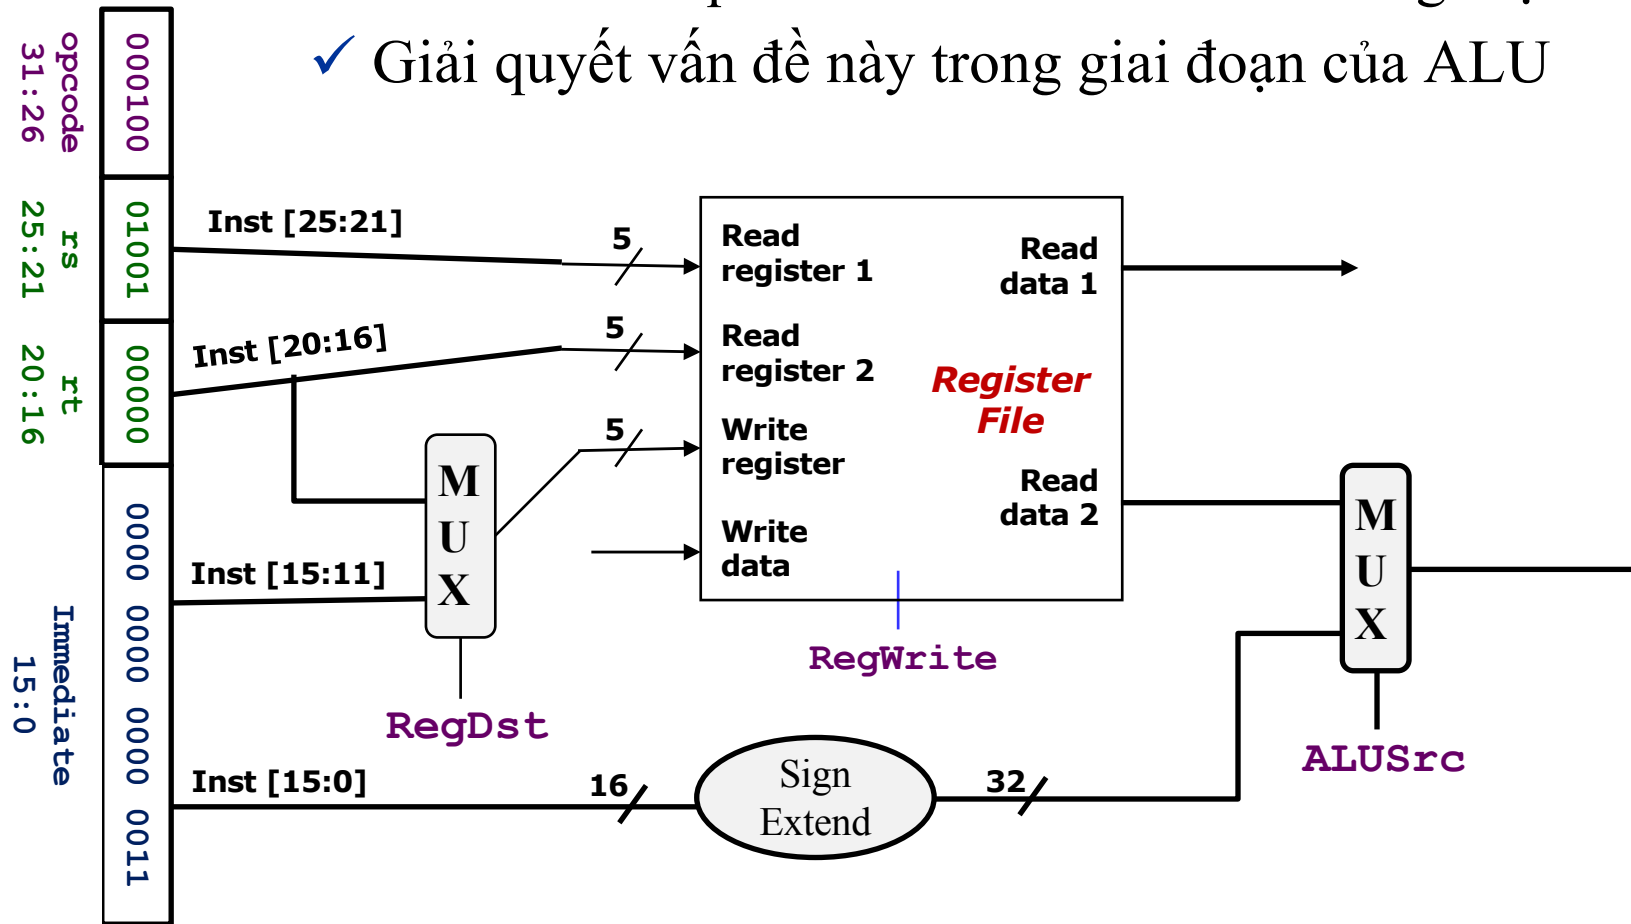 ✓ Giải quyết vấn đề này trong giai đoạn của ALU
opcode
31:26
000100
rs
25:21
01001
rt
20:16
00000
Immediate
15:0
0000 0000 0000 0011
Inst [25:21]
5
Inst [20:16]
5
5
Inst [15:11]
M
U
X
RegDst
Read
register 1
Read
register 2
Write
register
Write
data
Read
data 1
Register
File
Read
data 2
RegWrite
M
U
X
ALUSrc
Inst [15:0]
16
Sign
Extend
32